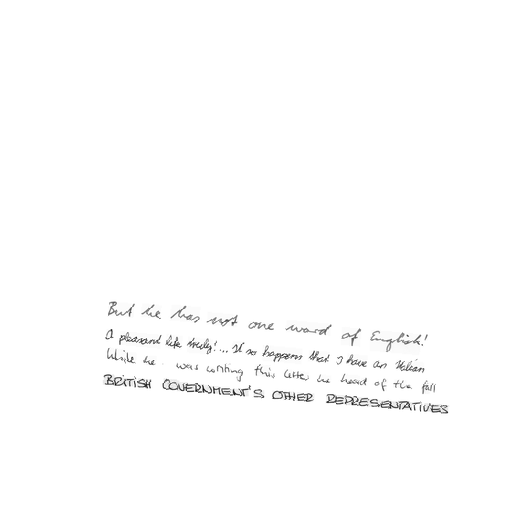 But he has not one word of English!
A pleasant life truly! ... It so happens that I have an Italian
While he was writing this letter he heard of the fall
BRITISH GOVERNMENT'S OTHER REPRESENTATIVES